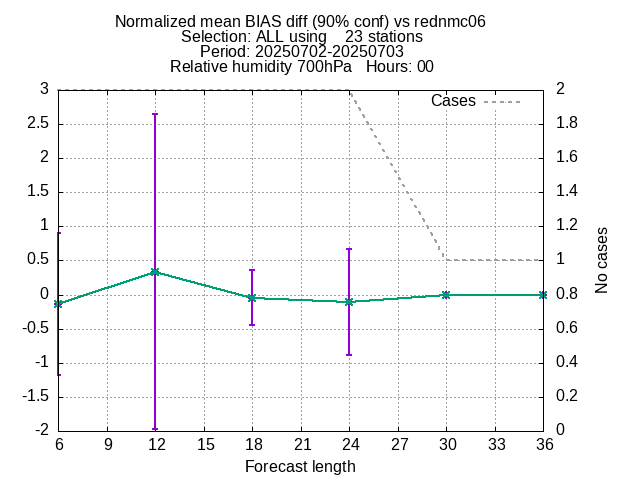 Normalized mean BIAS diff (90% conf) vs rednmc06
Selection: ALL using    23 stations
Period: 20250702-20250703
Relative humidity 700hPa   Hours: 00
Cases
3
2.5
2
1.5
1
0.5
0
-0.5
-1
-1.5
-2
2
1.8
1.6
1.4
1.2
1
0.8
0.6
0.4
0.2
0
No cases
6 9 12 15 18 21 24 27 30 33 36
Forecast length